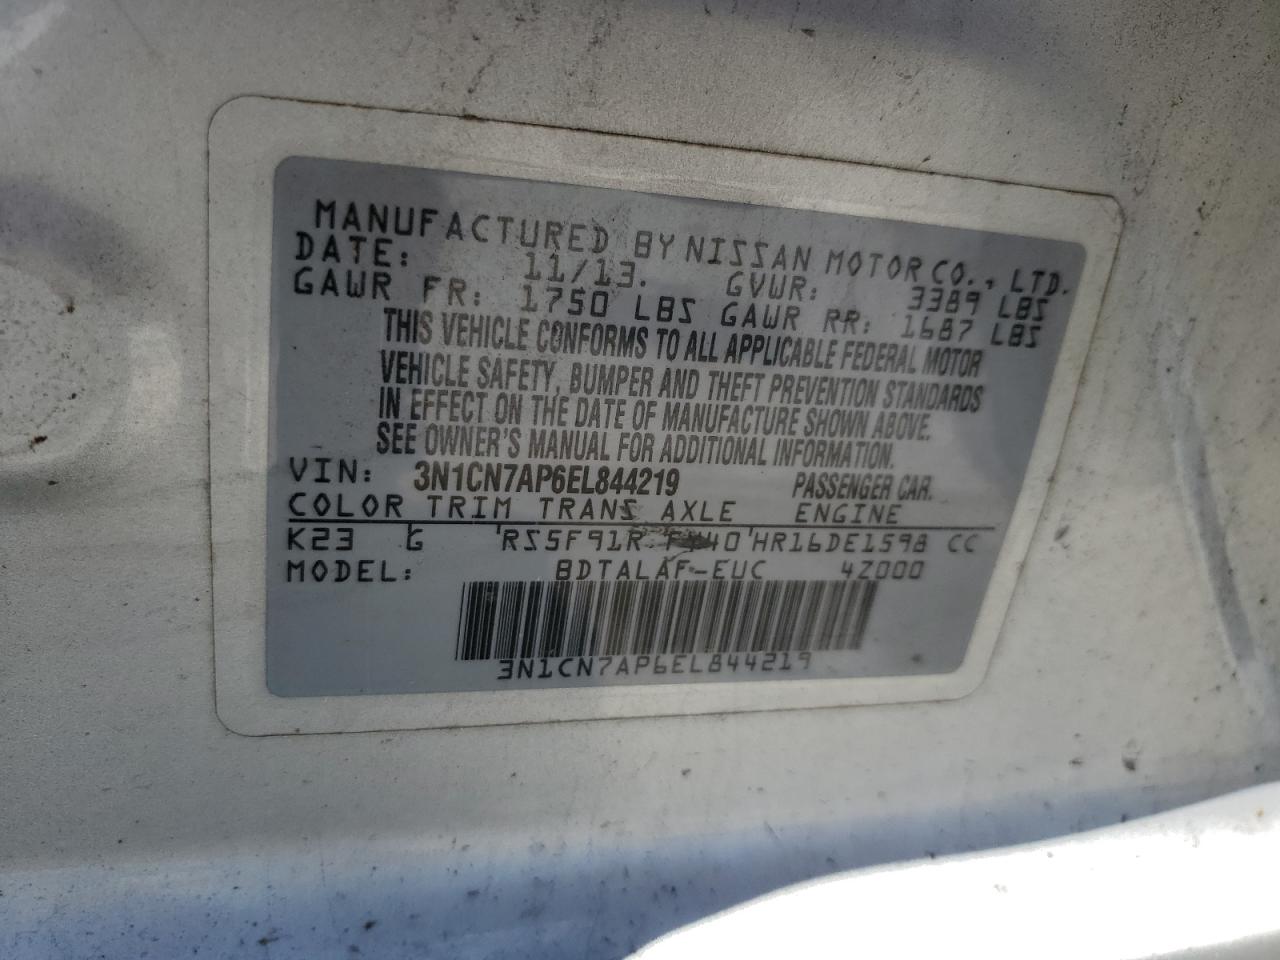 MANUFACTURED BY NISSAN MOTOR CO., LTD.
DATE: 11/13. GVWR: 3389 LBS
GAWR FR: 1750 LBS GAWR RR: 1687 LBS
THIS VEHICLE CONFORMS TO ALL APPLICABLE FEDERAL MOTOR
VEHICLE SAFETY, BUMPER AND THEFT PREVENTION STANDARDS
IN EFFECT ON THE DATE OF MANUFACTURE SHOWN ABOVE.
SEE OWNER'S MANUAL FOR ADDITIONAL INFORMATION.
VIN: 3N1CN7AP6EL844219 PASSENGER CAR.
COLOR TRIM TRANS AXLE ENGINE
K23 G RS5F91R HR16DE1598 CC
MODEL: BDTALAF-EUC 4Z000
3N1CN7AP6EL844219